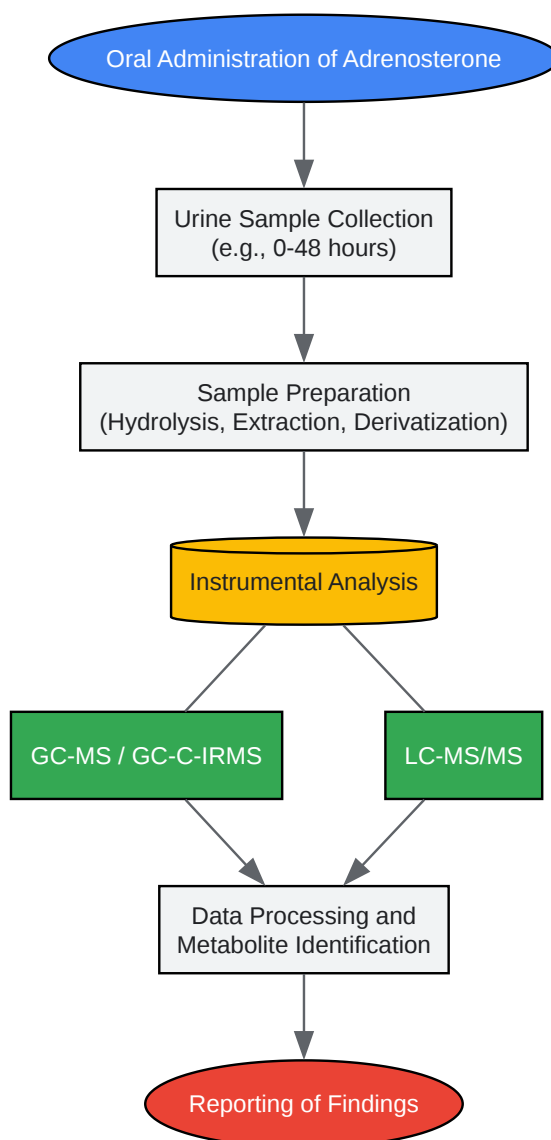 Oral Administration of Adrenosterone
Urine Sample Collection
(e.g., 0-48 hours)
Sample Preparation
(Hydrolysis, Extraction, Derivatization)
Instrumental Analysis
GC-MS / GC-C-IRMS
LC-MS/MS
Data Processing and
Metabolite Identification
Reporting of Findings